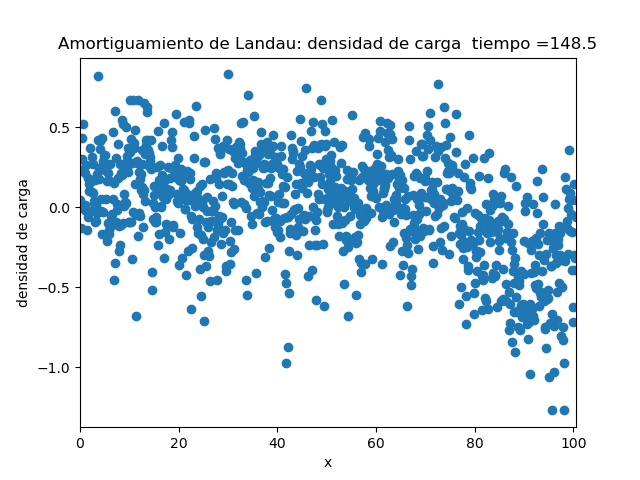 Amortiguamiento de Landau: densidad de carga  tiempo =148.5
densidad de carga
0.5
0.0
−0.5
−1.0
0 20 40 60 80 100
x